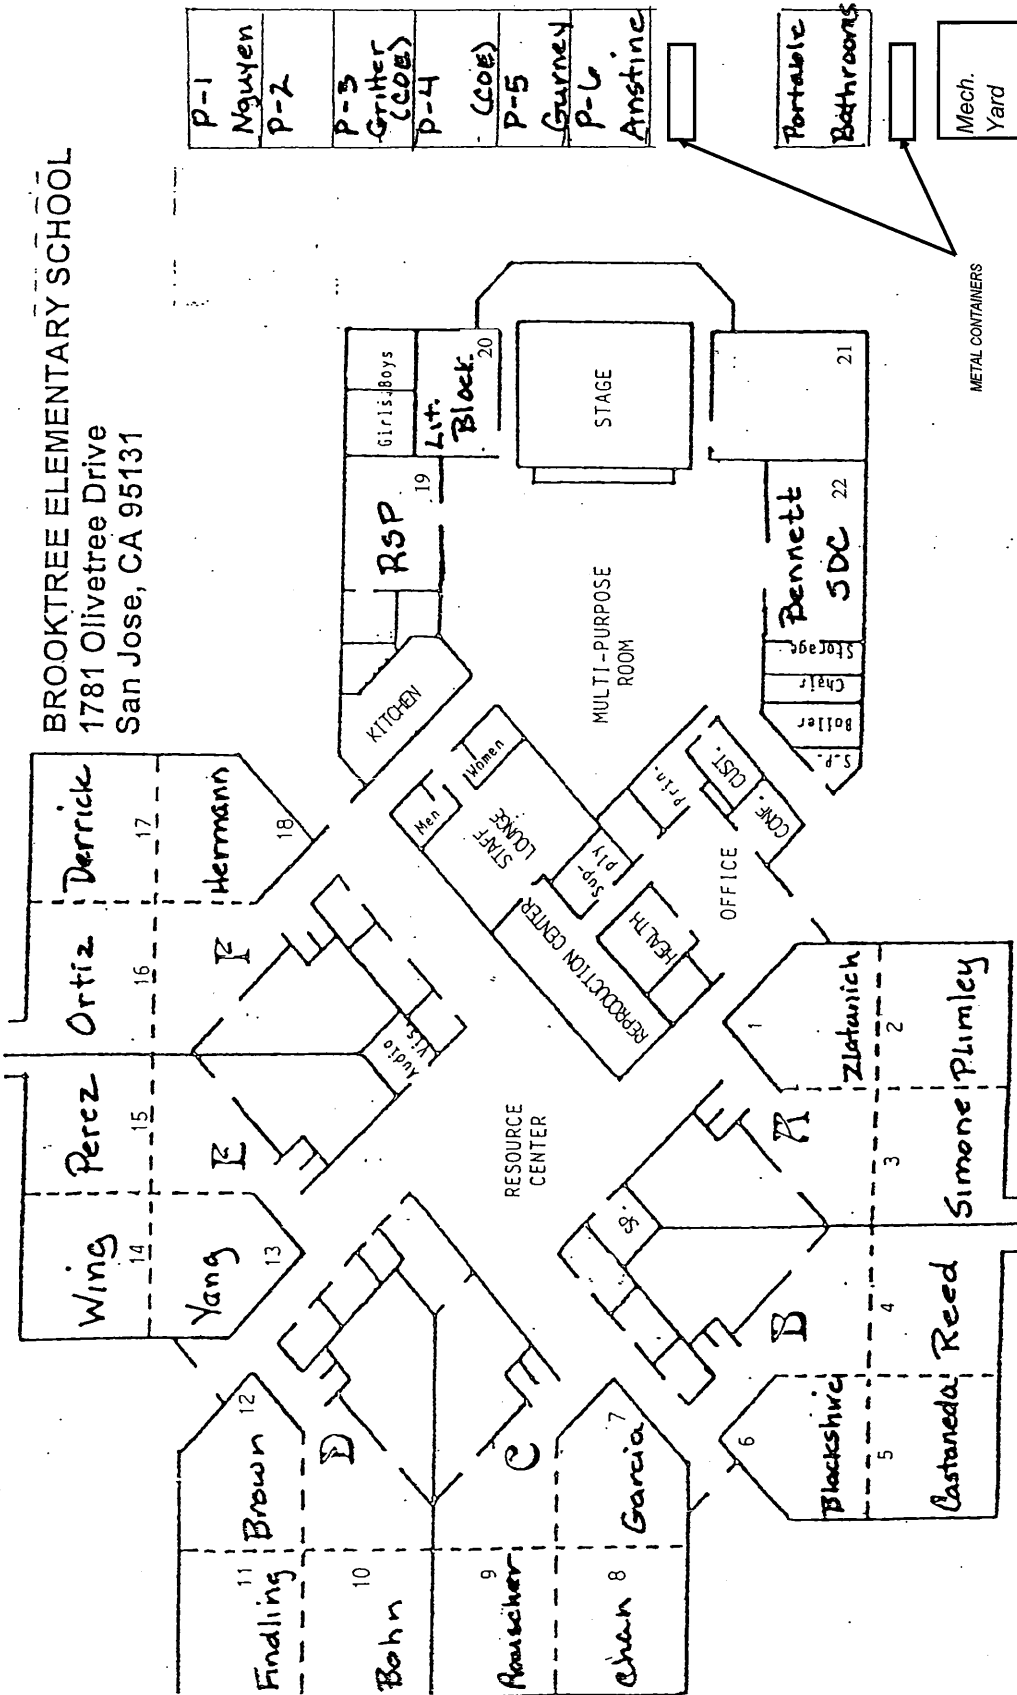 BROOKTREE ELEMENTARY SCHOOL
1781 Olivetree Drive
San Jose, CA 95131
P-1
Nguyen
P-2
P-3
Gritter
(COE)
P-4
(COE)
P-5
Gurney
P-6
Anstine
Portable
Bathrooms
Mech.
Yard
METAL CONTAINERS
Derrick
17
Hermann
18
Ortiz
16
F
Perez
15
E
Wing
14
Yang
13
Girls
Boys
Lit.
Block
20
RSP
19
KITCHEN
STAGE
MULTI-PURPOSE
ROOM
21
Bennett
SDC
22
Storage
Chair
Boiler
S.P.
Men
Women
STAFF
LOUNGE
Sup-
ply
Prin.
CUST.
CONF.
OFFICE
HEALTH
REPRODUCTION CENTER
Audio
Vis.
RESOURCE
CENTER
Sp.
1
Zlatunich
2
Plimley
3
Simone
A
4
Reed
B
6
Blackshire
5
Castaneda
12
Brown
11
Findling
D
10
Bohn
9
Rauscher
C
7
Garcia
8
Chan